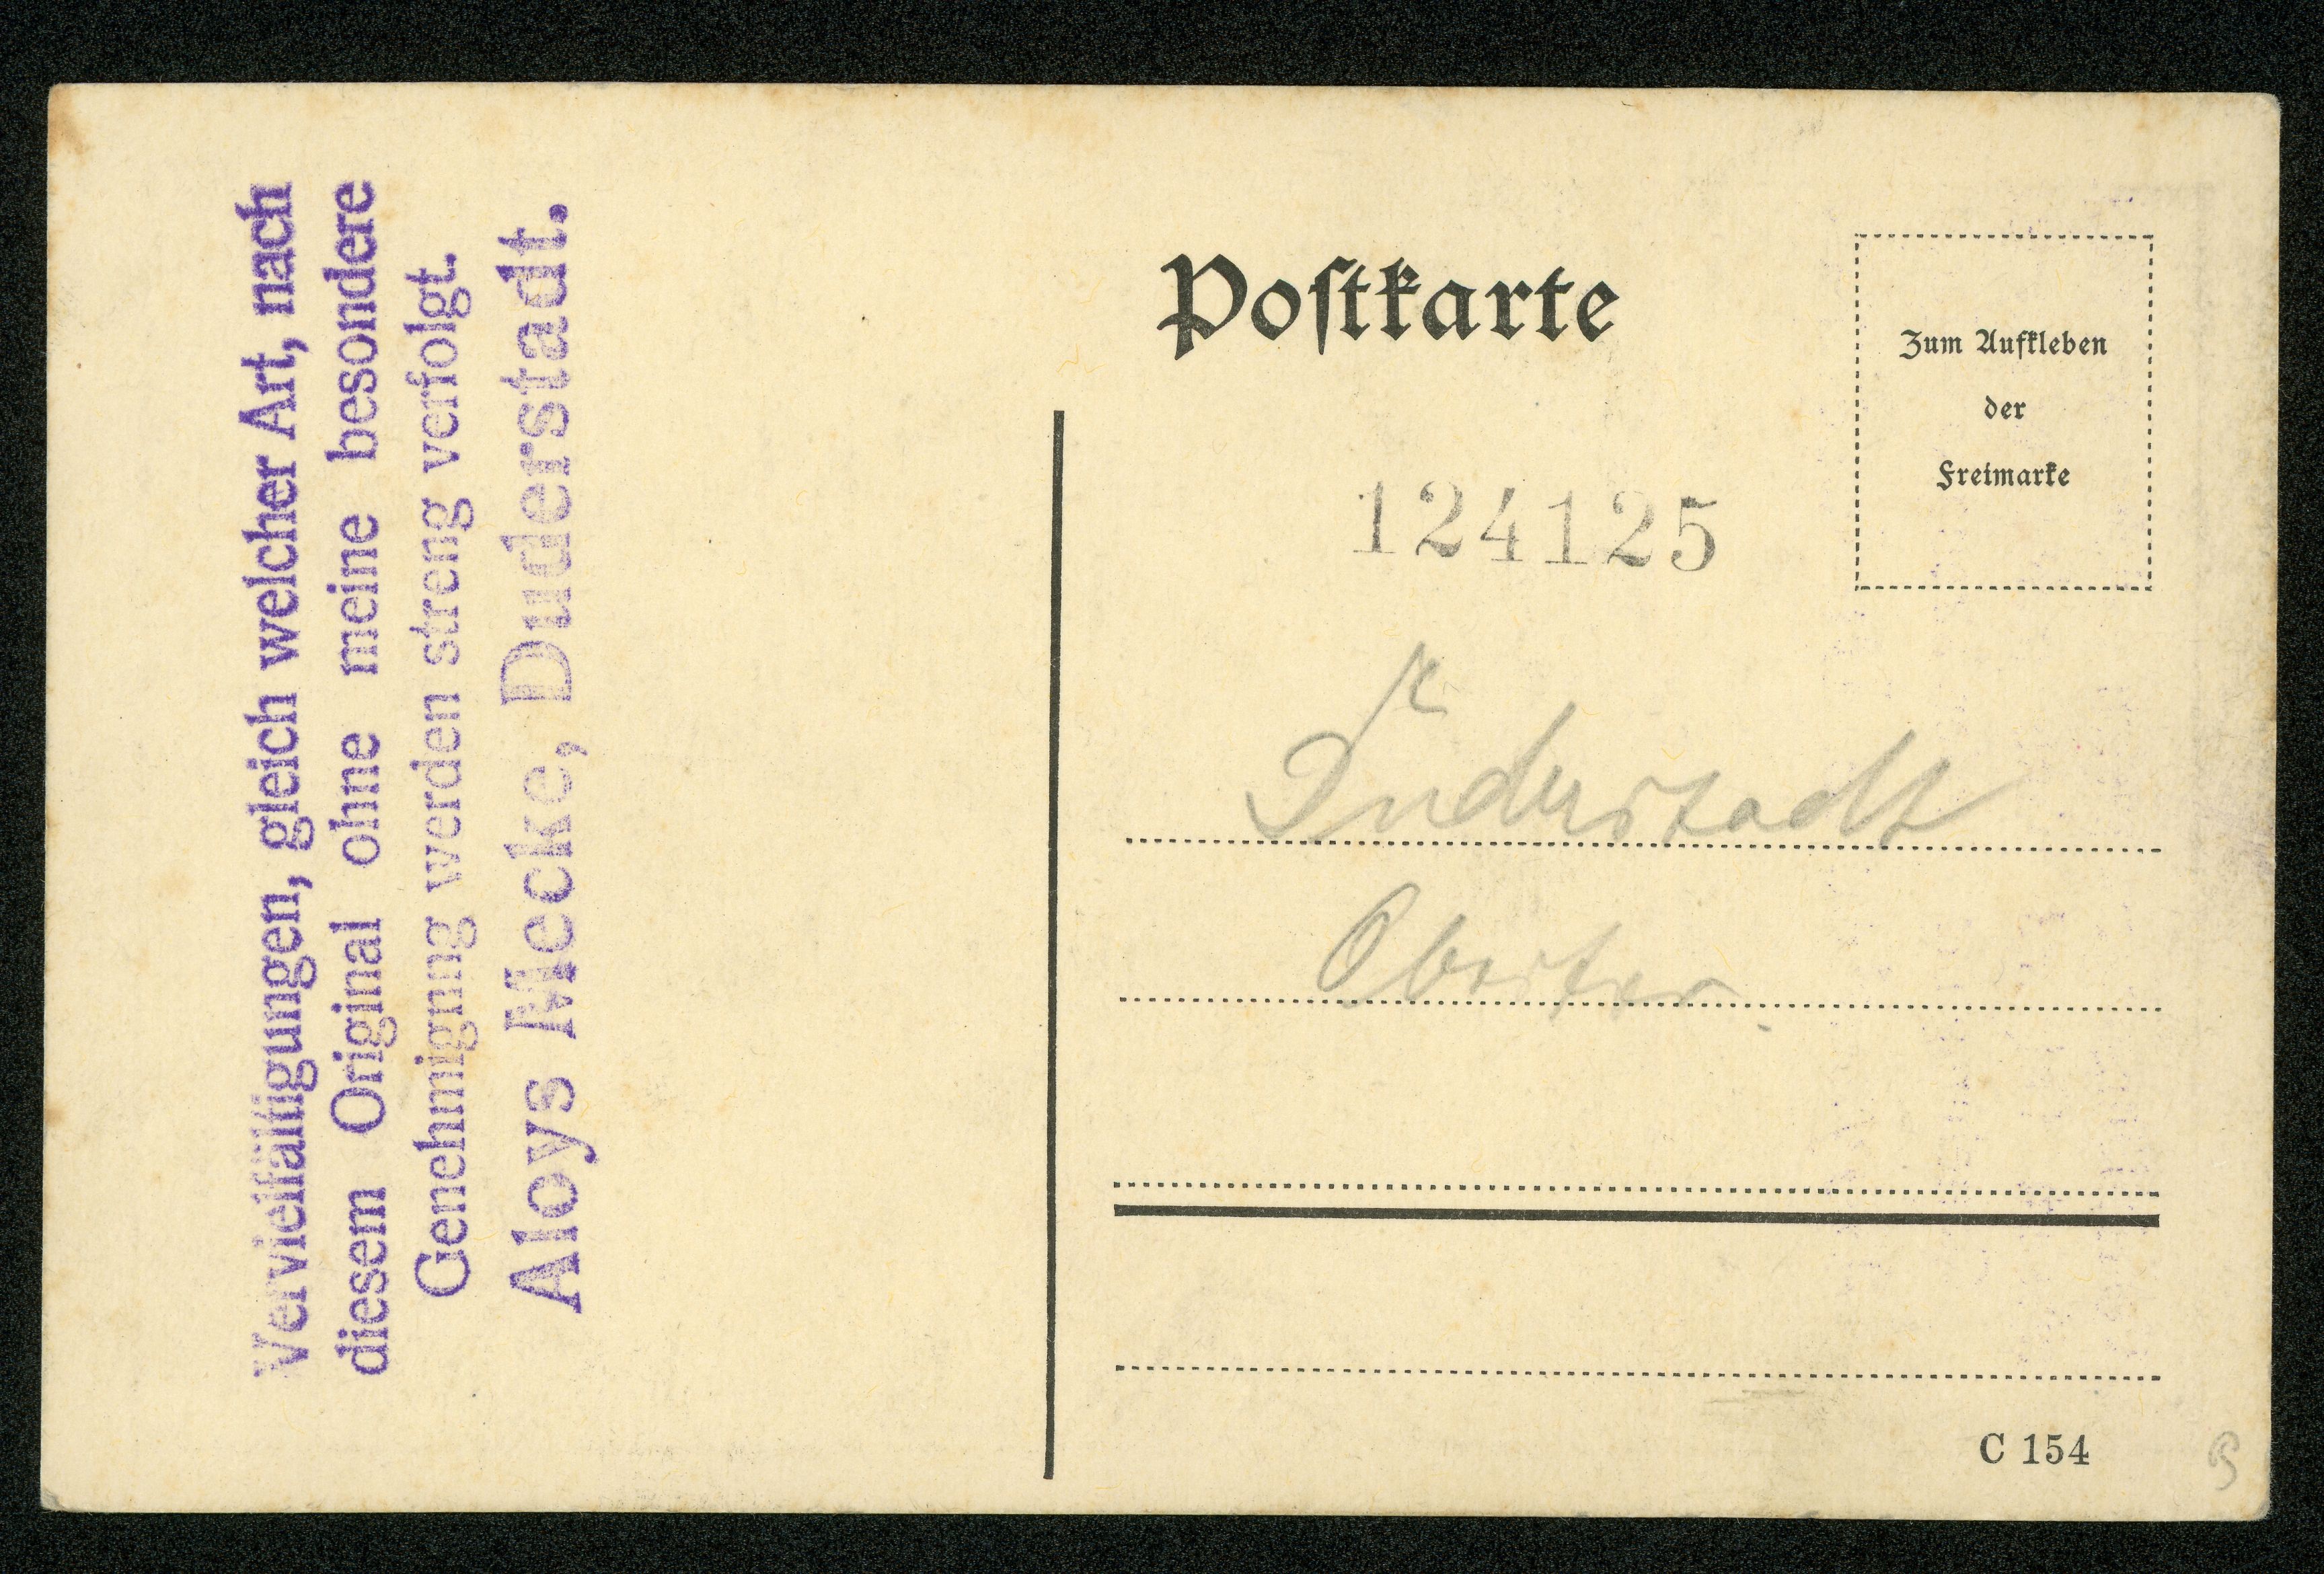 Vervielfältigungen, gleich welcher Art, nach
diesem Original ohne meine besondere
Genehmigung werden streng verfolgt.
Aloys Mecke, Duderstadt.
Postkarte
Zum Aufkleben
der
Freimarke
124125
Duderstadt
C 154